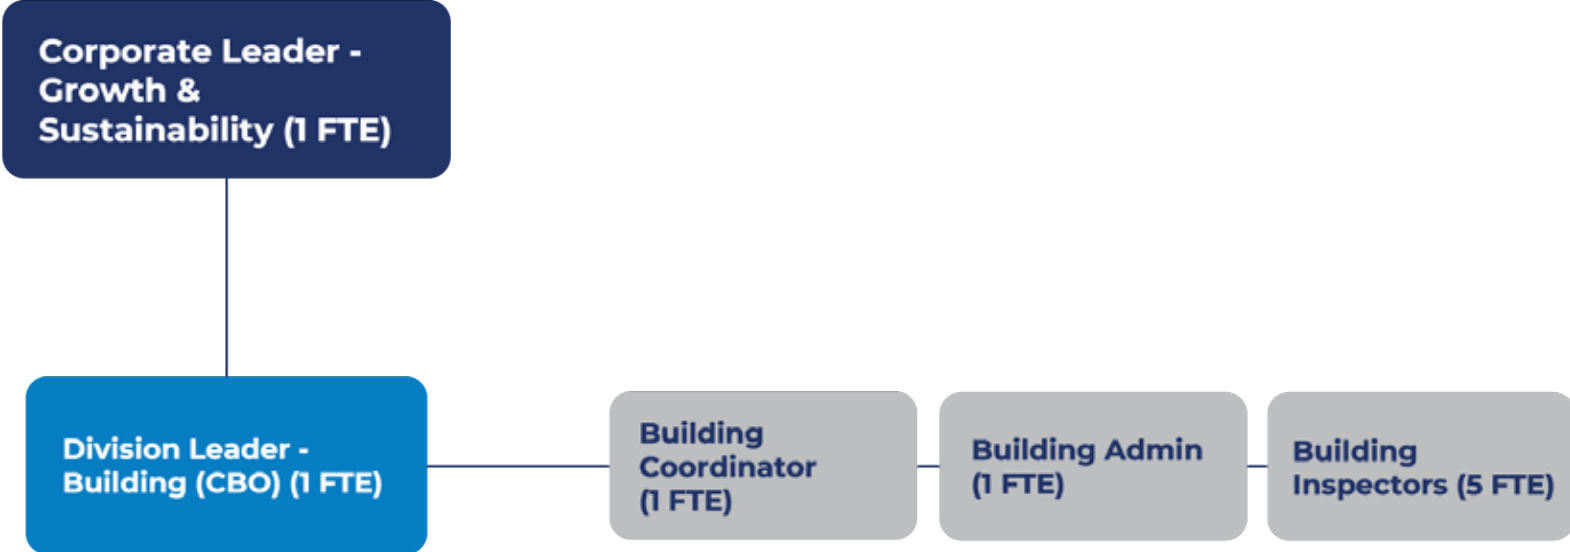 Corporate Leader -
Growth &
Sustainability (1 FTE)
Division Leader -
Building (CBO) (1 FTE)
Building
Coordinator
(1 FTE)
Building Admin
(1 FTE)
Building
Inspectors (5 FTE)